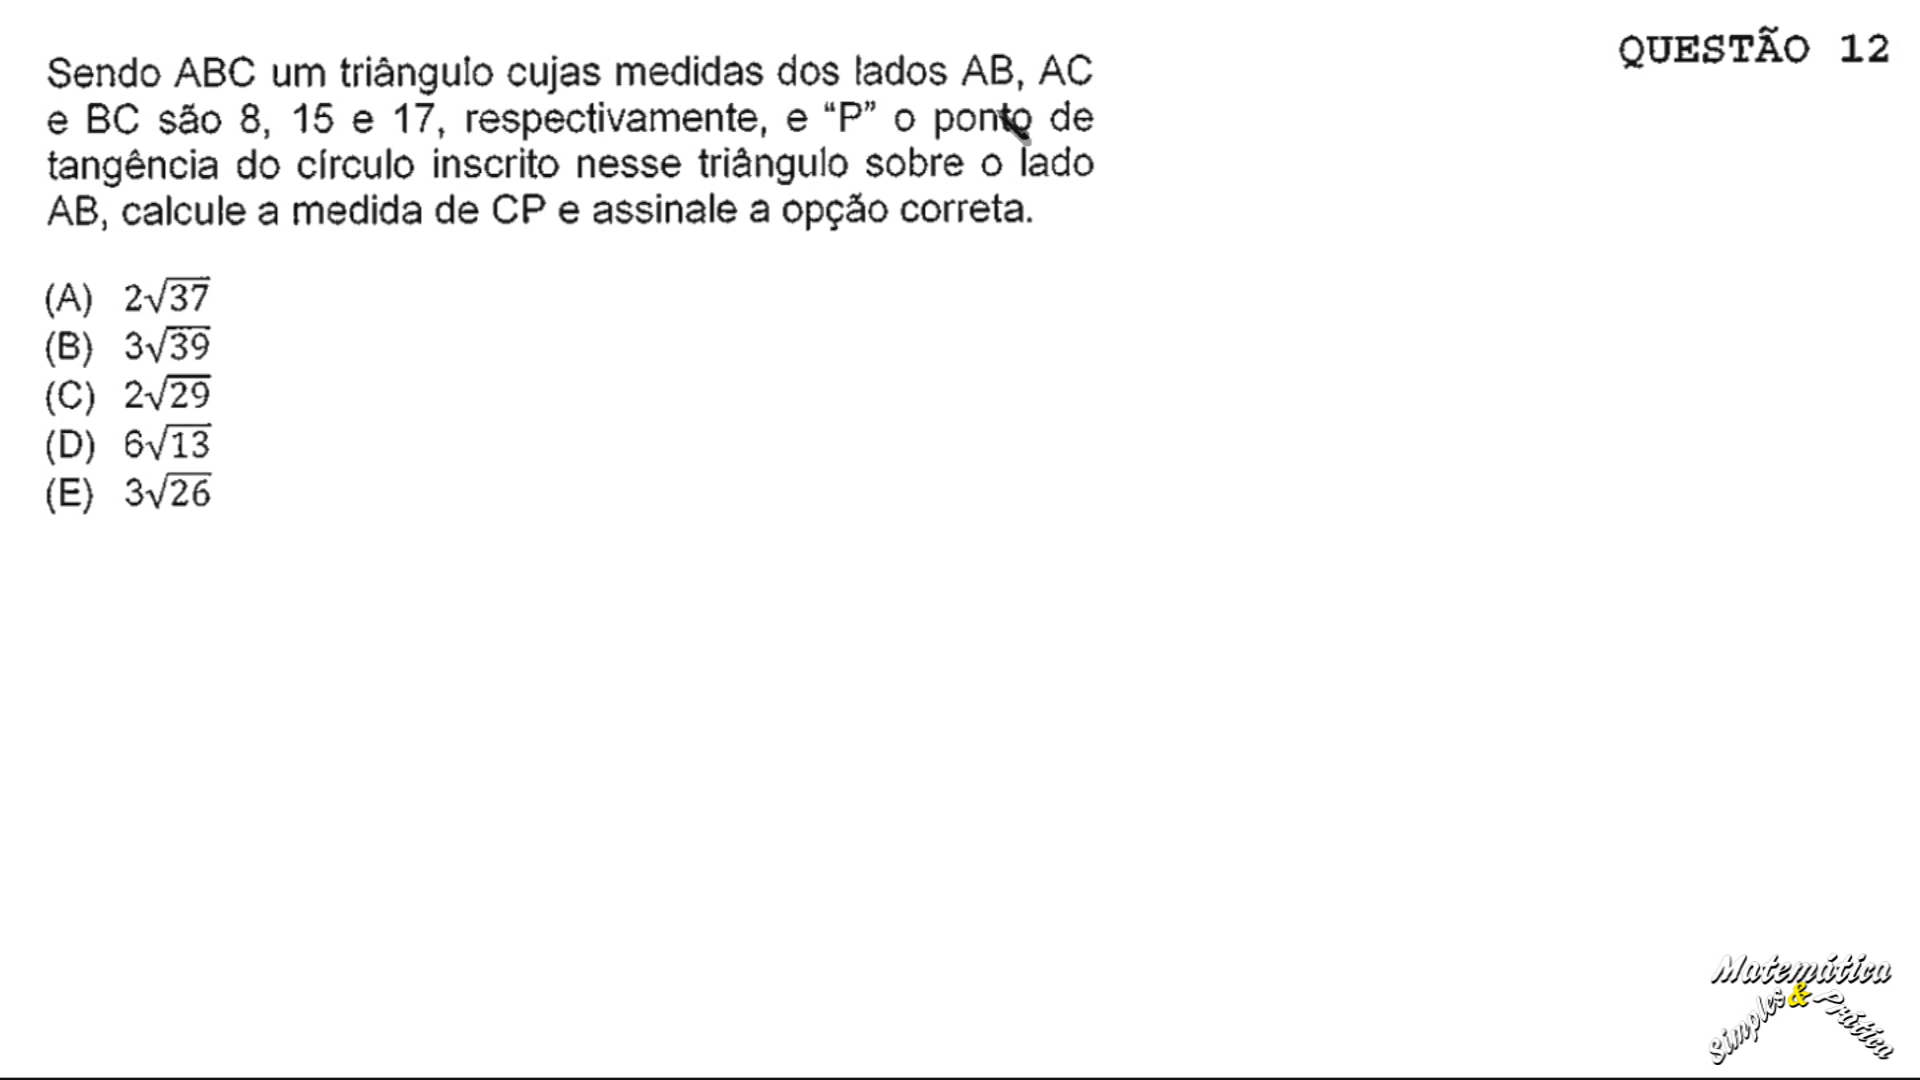 QUESTÃO 12
Sendo ABC um triângulo cujas medidas dos lados AB, AC
e BC são 8, 15 e 17, respectivamente, e “P” o ponto de
tangência do círculo inscrito nesse triângulo sobre o lado
AB, calcule a medida de CP e assinale a opção correta.
(A) 2√37
(B) 3√39
(C) 2√29
(D) 6√13
(E) 3√26
Matemática
Simples & Prática